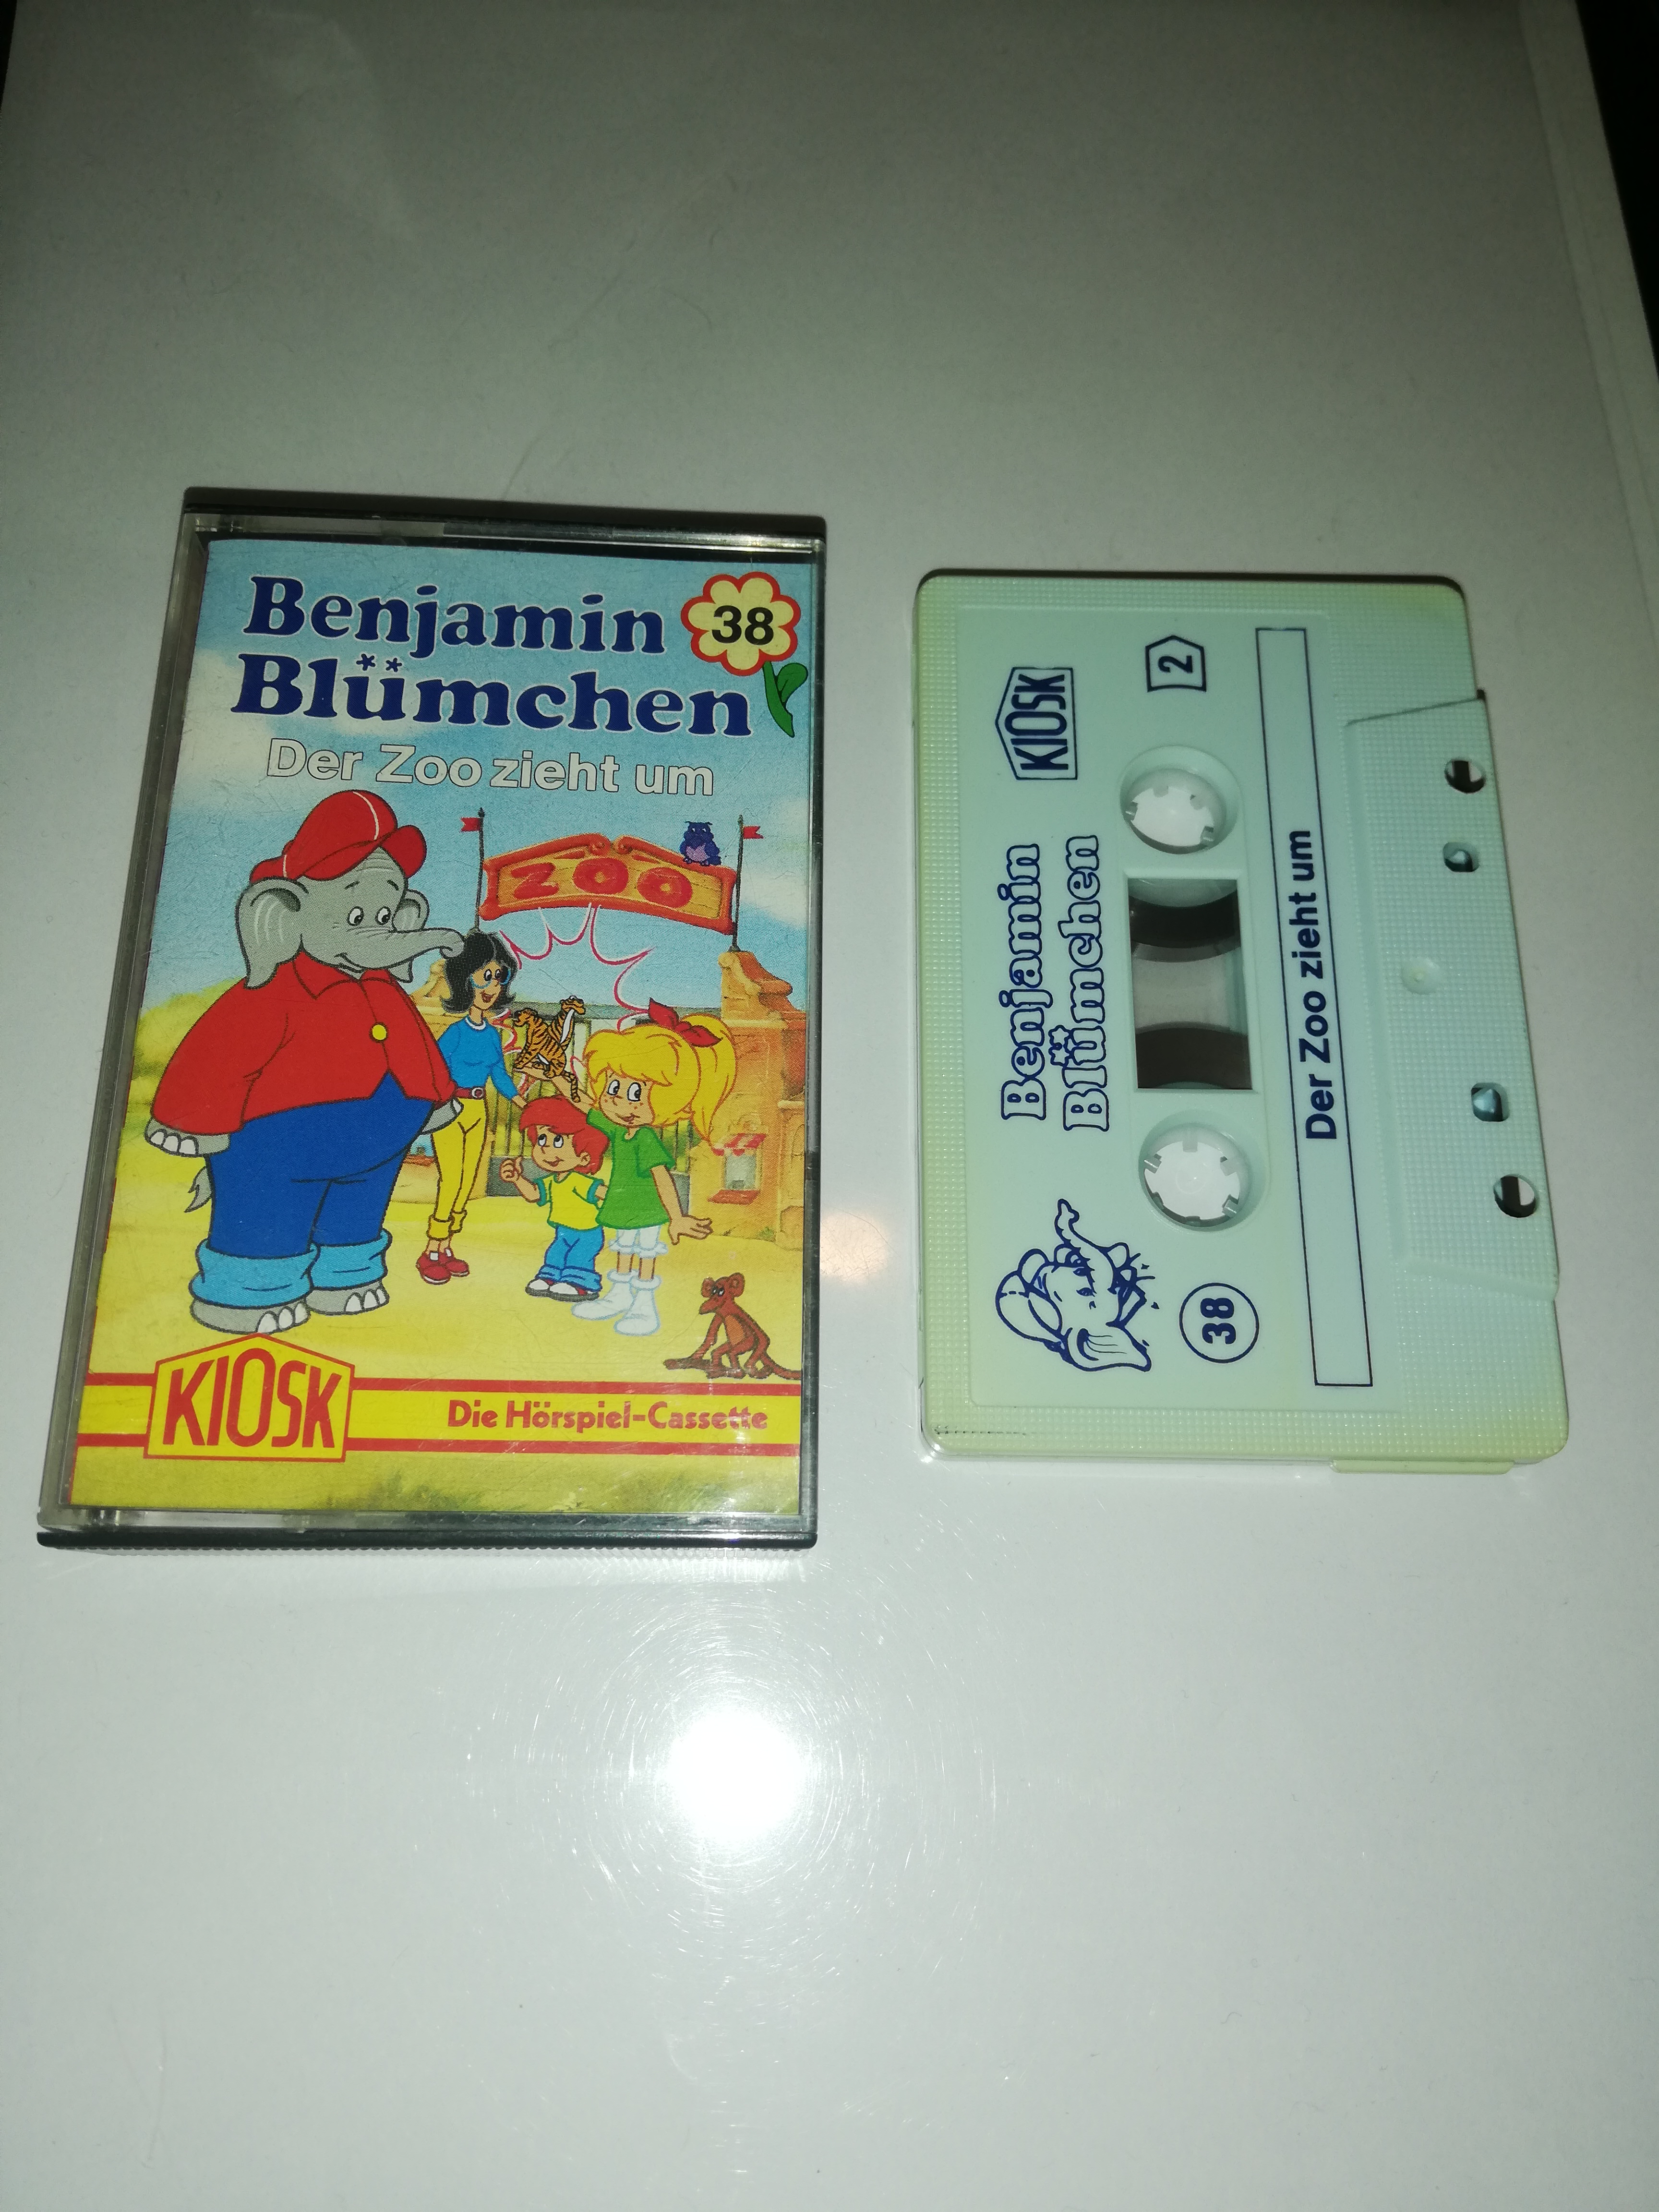 Benjamin
Blümchen
38
Der Zoo zieht um
ZOO
KIOSK
Die Hörspiel-Cassette
KIOSK
2
Benjamin
Blümchen
38
Der Zoo zieht um